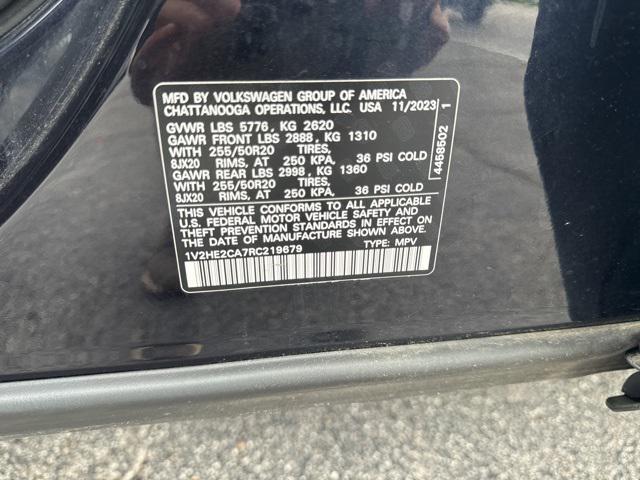 MFD BY VOLKSWAGEN GROUP OF AMERICA
CHATTANOOGA OPERATIONS, LLC. USA 11/2023
GVWR LBS 5776, KG 2620
GAWR FRONT LBS 2888, KG 1310
WITH 255/50R20 TIRES,
8JX20 RIMS, AT 250 KPA, 36 PSI COLD
GAWR REAR LBS 2998, KG 1360
WITH 255/50R20 TIRES,
8JX20 RIMS, AT 250 KPA, 36 PSI COLD
THIS VEHICLE CONFORMS TO ALL APPLICABLE
U.S. FEDERAL MOTOR VEHICLE SAFETY AND
THEFT PREVENTION STANDARDS IN EFFECT ON
THE DATE OF MANUFACTURE SHOWN ABOVE.
1V2HE2CA7RC219679 TYPE: MPV
4458502 1